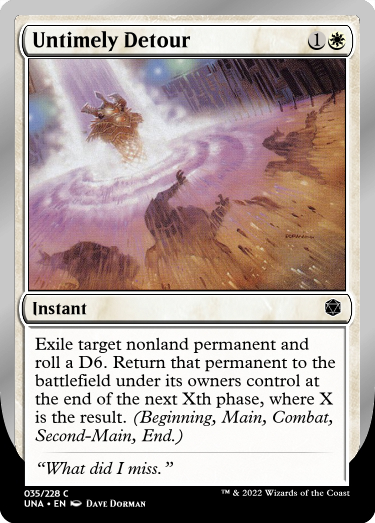 Untimely Detour
1
Instant
Exile target nonland permanent and
roll a D6. Return that permanent to the
battlefield under its owners control at
the end of the next Xth phase, where X
is the result. (Beginning, Main, Combat,
Second-Main, End.)
“What did I miss.”
035/228 C
UNA • EN DAVE DORMAN
™ & 2022 Wizards of the Coast